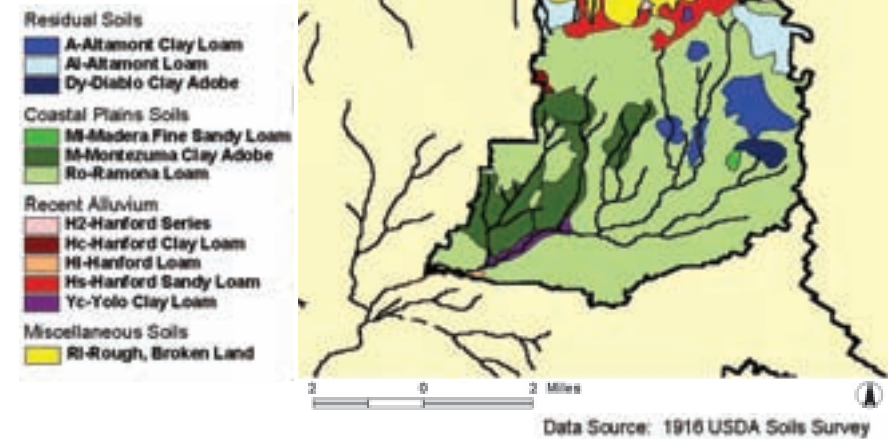 Residual Soils
A-Altamont Clay Loam
Al-Altamont Loam
Dy-Diablo Clay Adobe
Coastal Plains Soils
Ml-Madera Fine Sandy Loam
M-Montezuma Clay Adobe
Ro-Ramona Loam
Recent Alluvium
H2-Hanford Series
Hc-Hanford Clay Loam
Hl-Hanford Loam
Hs-Hanford Sandy Loam
Yc-Yolo Clay Loam
Miscellaneous Soils
Rl-Rough, Broken Land
2 0 2 Miles
Data Source: 1916 USDA Soils Survey